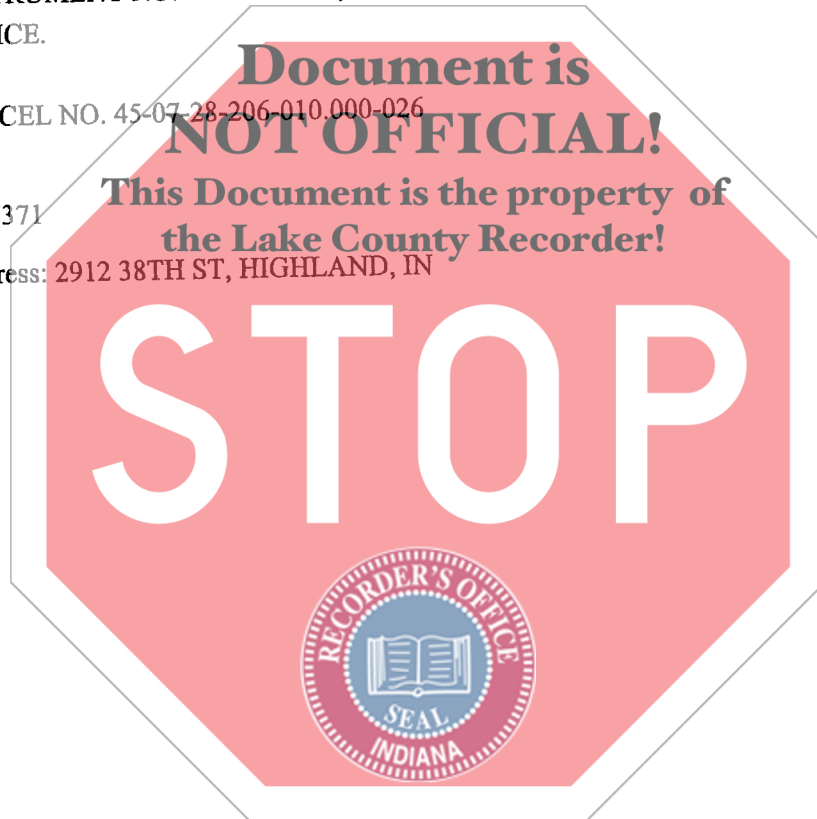 ICE.
Document is
CEL NO. 45-07-28-206-010.000-026
NOT OFFICIAL!
This Document is the property of
371
the Lake County Recorder!
ress: 2912 38TH ST, HIGHLAND, IN
STOP
RECORDER'S OFFICE
SEAL
INDIANA